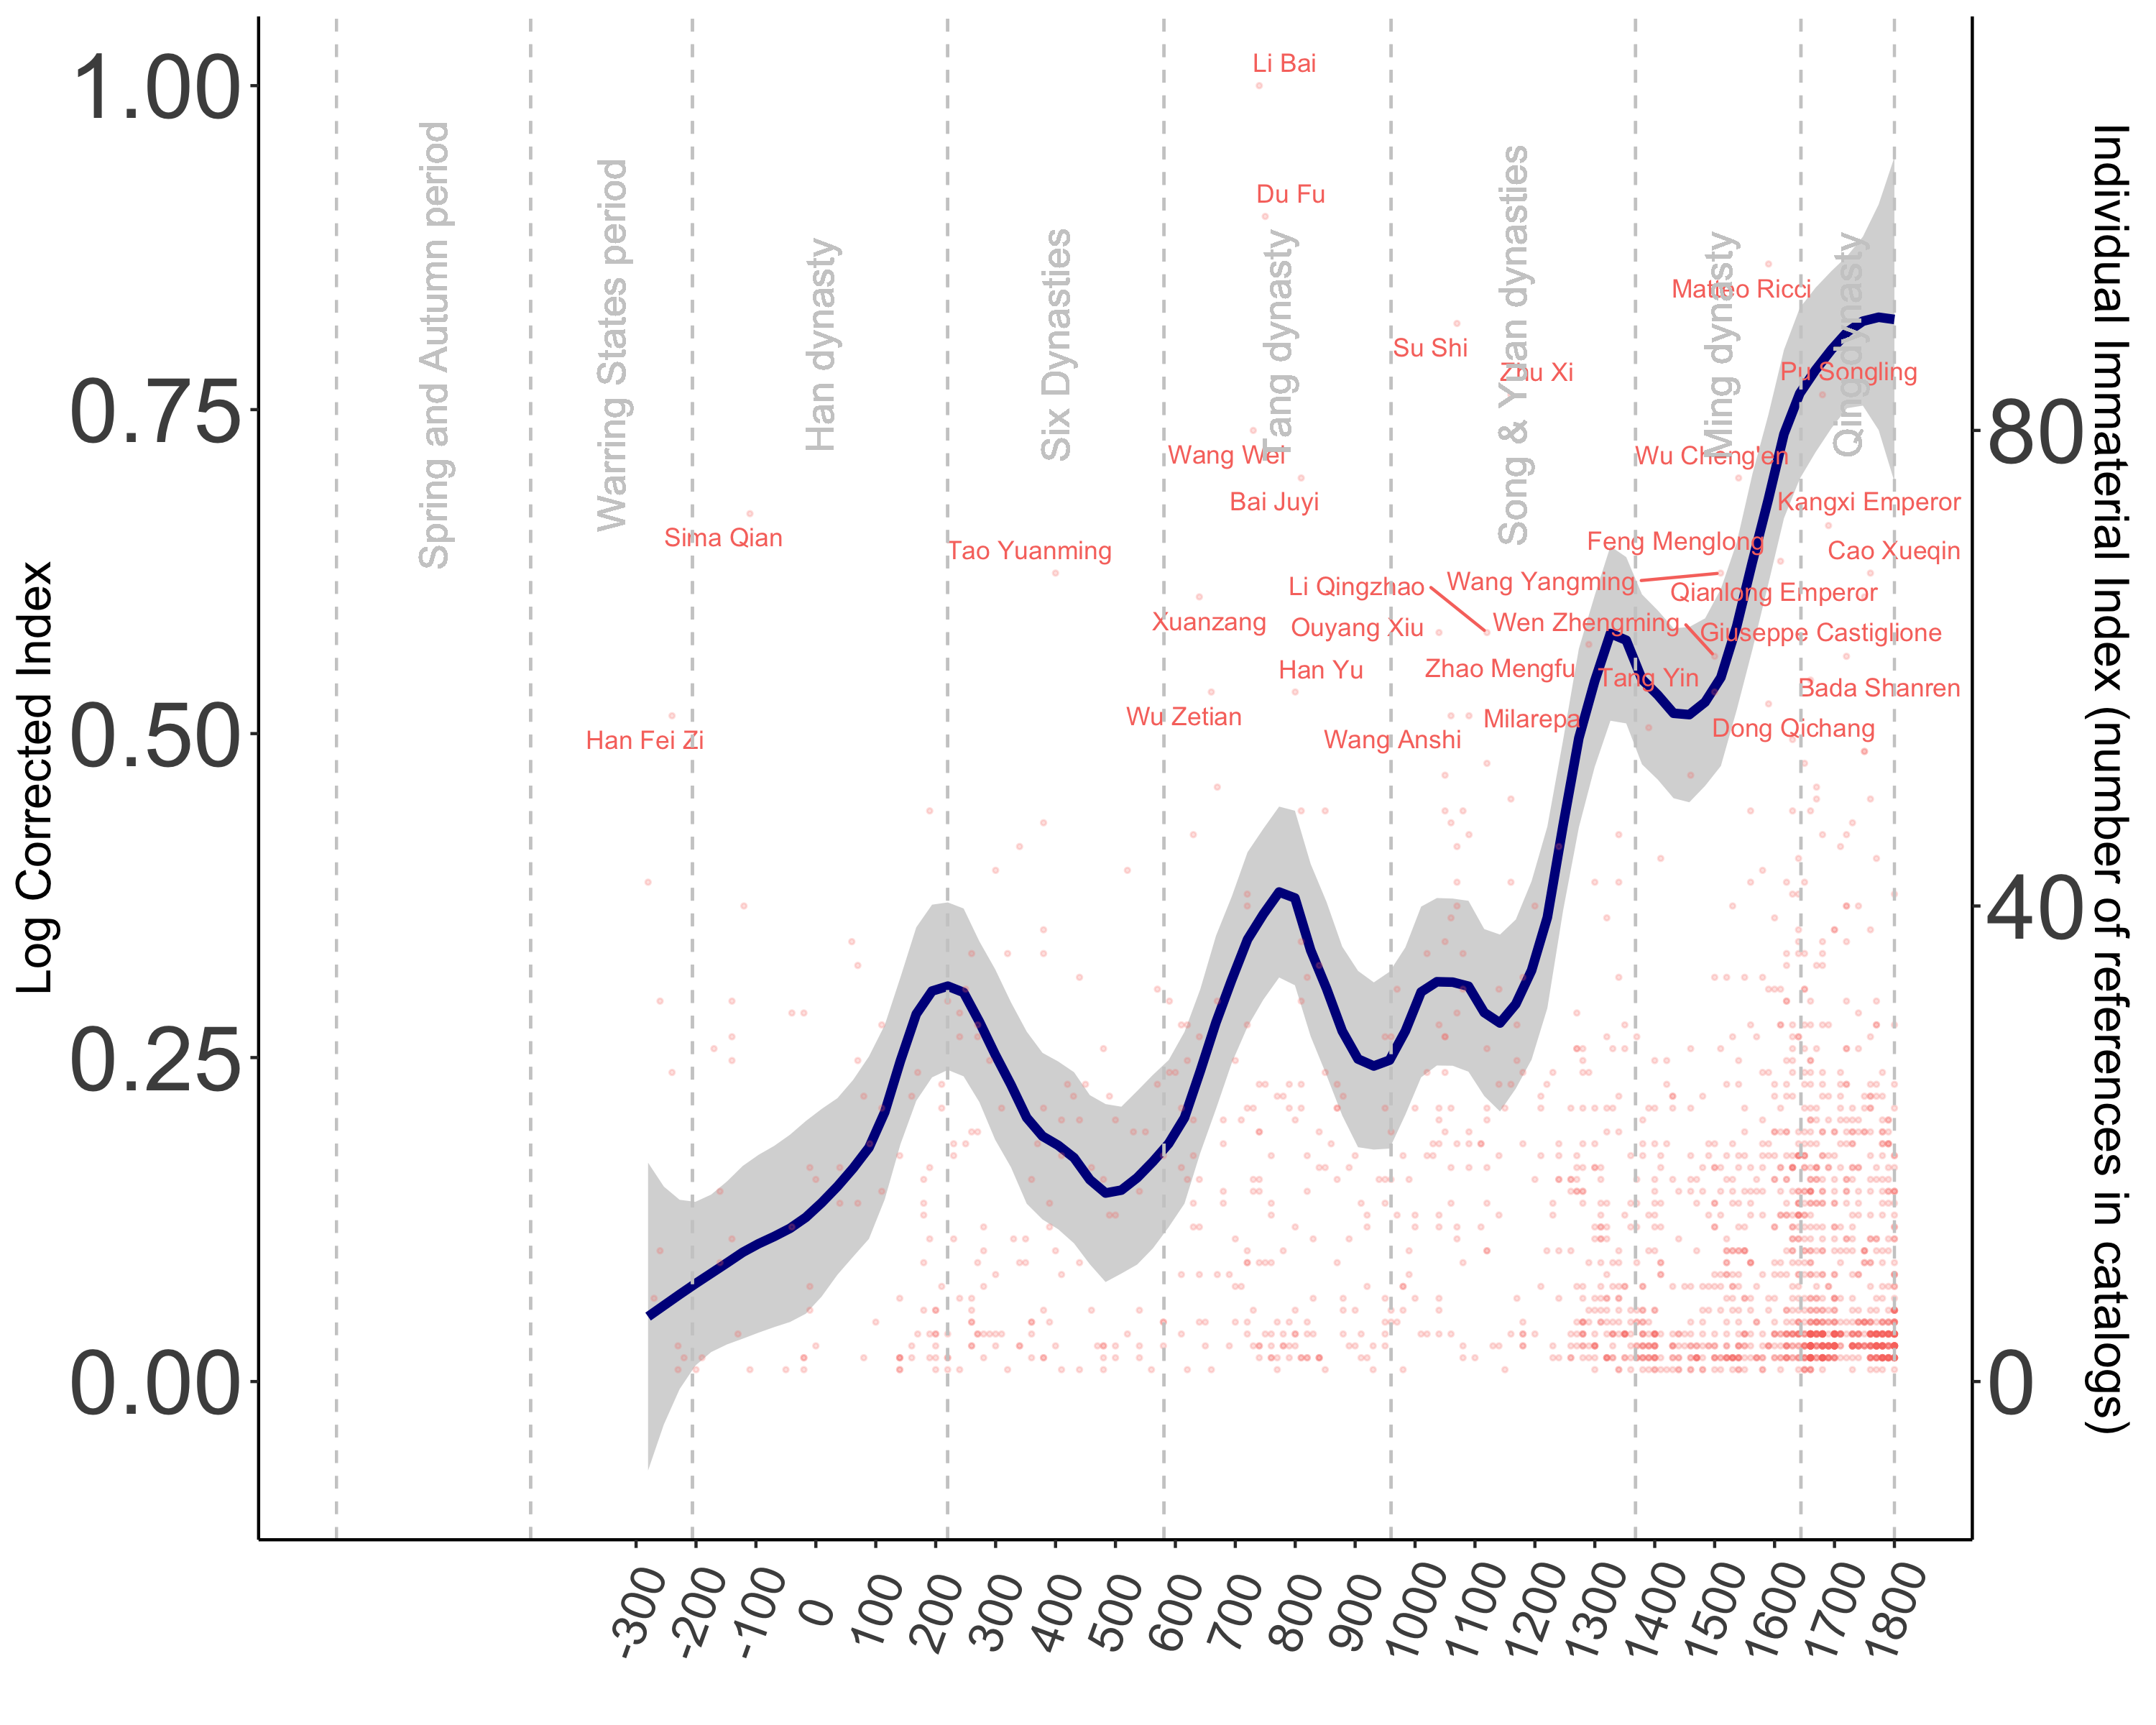 1.00
0.75
0.50
0.25
0.00
Log Corrected Index
Spring and Autumn period
Warring States period
Han dynasty
Six Dynasties
Tang dynasty
Song & Yuan dynasties
Ming dynasty
Qing dynasty
Li Bai
Du Fu
Matteo Ricci
Su Shi
Zhu Xi
Pu Songling
Wang Wei
Wu Cheng'en
Bai Juyi
Kangxi Emperor
Sima Qian
Tao Yuanming
Feng Menglong
Cao Xueqin
Li Qingzhao
Wang Yangming
Qianlong Emperor
Xuanzang
Ouyang Xiu
Wen Zhengming
Giuseppe Castiglione
Han Yu
Zhao Mengfu
Tang Yin
Bada Shanren
Wu Zetian
Milarepa
Dong Qichang
Han Fei Zi
Wang Anshi
80
40
0
Individual Immaterial Index (number of references in catalogs)
-300
-200
-100
0
100
200
300
400
500
600
700
800
900
1000
1100
1200
1300
1400
1500
1600
1700
1800